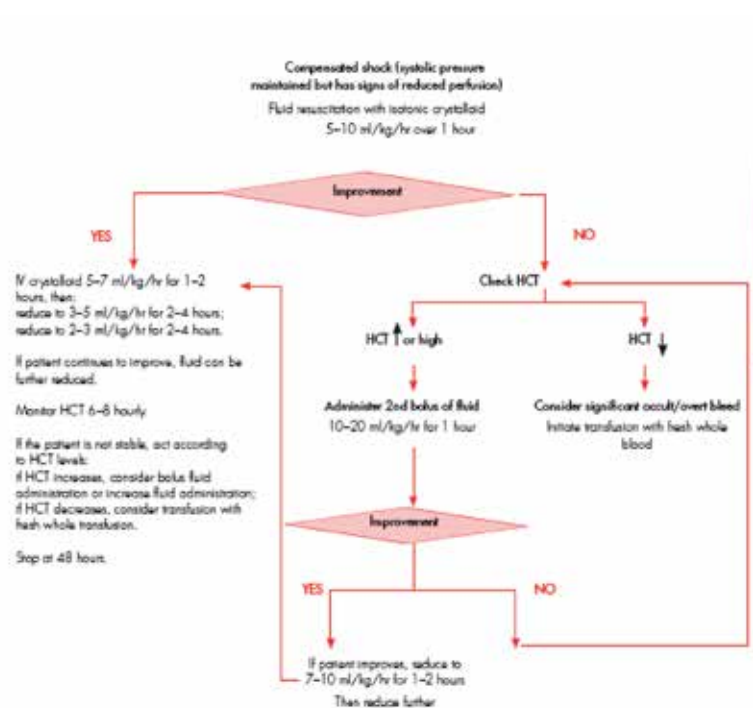 Compensated shock (systolic pressure
maintained but has signs of reduced perfusion)
Fluid resuscitation with isotonic crystalloid
5–10 ml/kg/hr over 1 hour
Improvement
YES
NO
IV crystalloid 5–7 ml/kg/hr for 1–2
hours, then:
reduce to 3–5 ml/kg/hr for 2–4 hours;
reduce to 2–3 ml/kg/hr for 2–4 hours.
If patient continues to improve, fluid can be
further reduced.
Monitor HCT 6–8 hourly.
If the patient is not stable, act according
to HCT levels:
if HCT increases, consider bolus fluid
administration or increase fluid administration;
if HCT decreases, consider transfusion with
fresh whole transfusion.
Stop at 48 hours.
Check HCT
HCT ↑ or high
HCT ↓
Administer 2nd bolus of fluid
10–20 ml/kg/hr for 1 hour
Consider significant occult/overt bleed
Initiate transfusion with fresh whole
blood
Improvement
YES
NO
If patient improves, reduce to
7–10 ml/kg/hr for 1–2 hours
Then reduce further